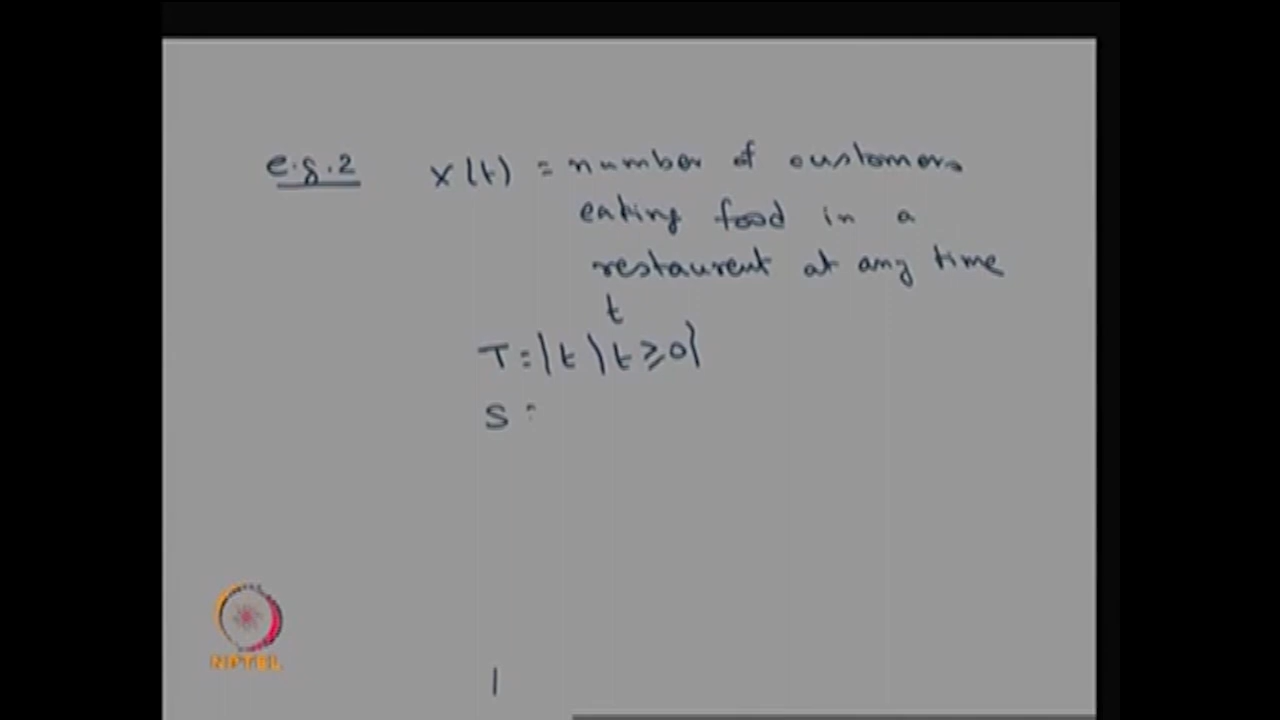 e.g.2 x(t) = number of customers
eating food in a
restaurent at any time
t
T = {t | t ≥ 0}
S =
NPTEL